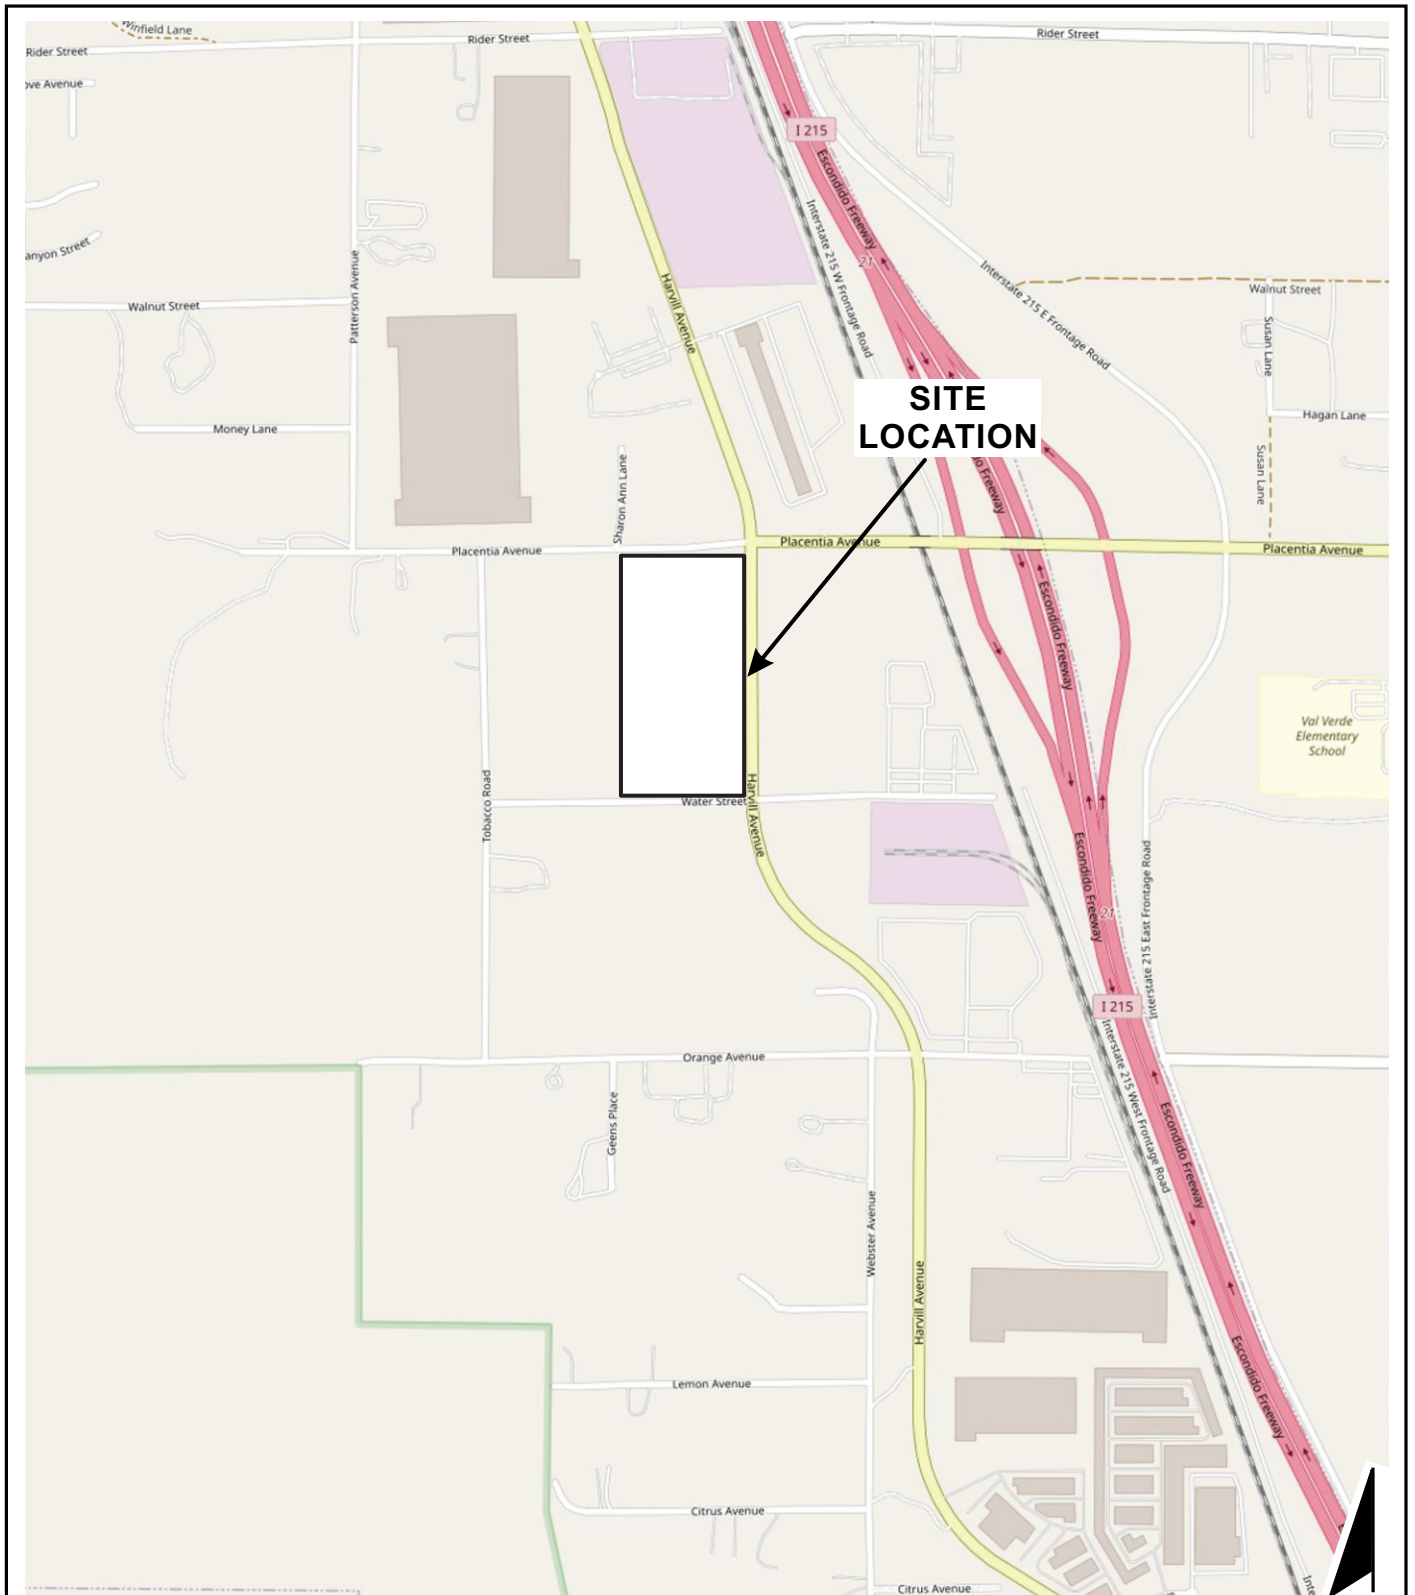 Winfield Lane
Rider Street
Rider Street
Rider Street
ove Avenue
I 215
Escondido Freeway
Interstate 215 W Frontage Road
21
anyon Street
Patterson Avenue
Harvill Avenue
Interstate 215 E Frontage Road
Walnut Street
Walnut Street
Susan Lane
SITE
LOCATION
Hagan Lane
Money Lane
Sharon Ann Lane
Susan Lane
do Freeway
Placentia Avenue
Placentia Avenue
Placentia Avenue
Escondido Freeway
Val Verde
Elementary
School
Tobacco Road
Water Street
Harvill Avenue
Escondido Freeway
21
Interstate 215 East Frontage Road
I 215
Orange Avenue
Interstate 215 West Frontage Road
Geens Place
Escondido Freeway
Webster Avenue
Harvill Avenue
Escondido Freeway
Lemon Avenue
Citrus Avenue
Citrus Avenue
Inte